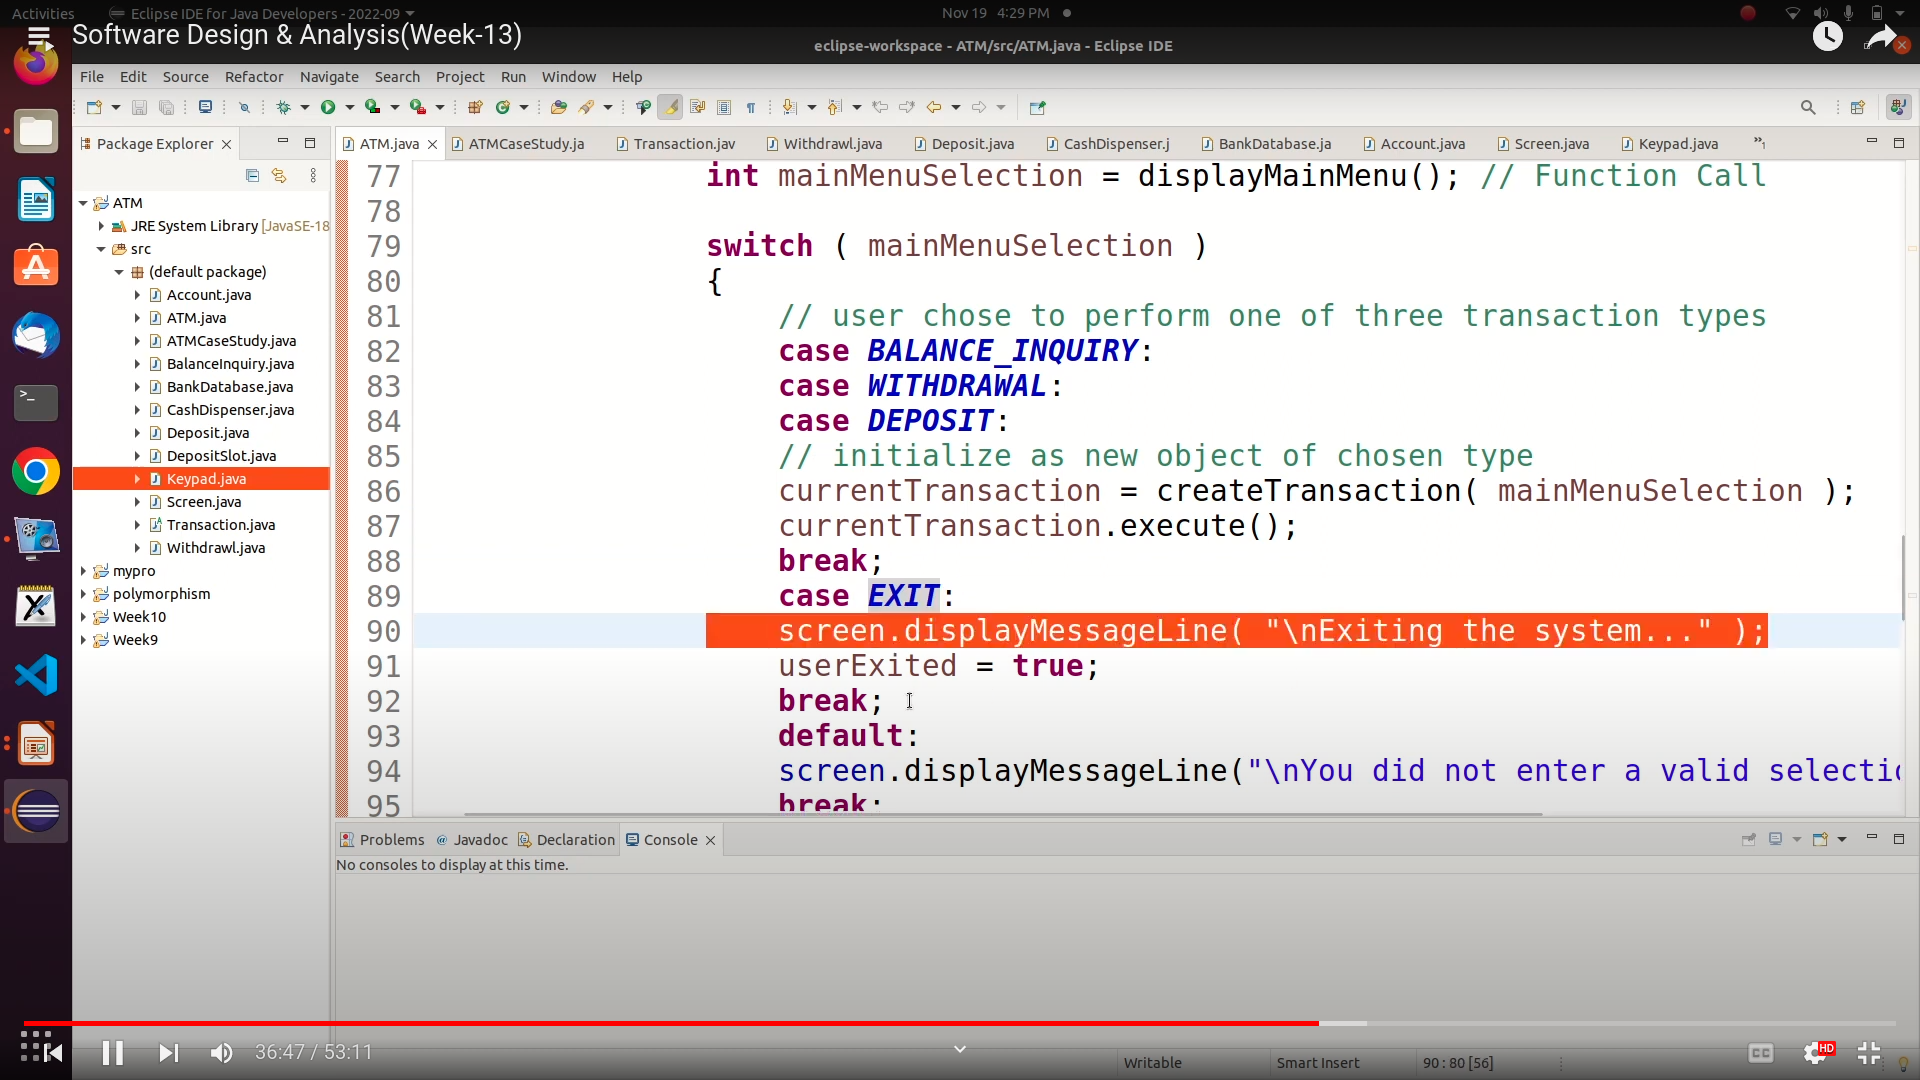 Activities Eclipse IDE for Java Developers - 2022-09 Nov 19 4:29 PM
Software Design & Analysis(Week-13)
eclipse-workspace - ATM/src/ATM.java - Eclipse IDE
File Edit Source Refactor Navigate Search Project Run Window Help
Package Explorer
ATM.java ATMCaseStudy.ja Transaction.jav Withdrawl.java Deposit.java CashDispenser.j BankDatabase.ja Account.java Screen.java Keypad.java »1
ATM
JRE System Library [JavaSE-18
src
(default package)
Account.java
ATM.java
ATMCaseStudy.java
BalanceInquiry.java
BankDatabase.java
CashDispenser.java
Deposit.java
DepositSlot.java
Keypad.java
Screen.java
Transaction.java
Withdrawl.java
mypro
polymorphism
Week10
Week9
77 int mainMenuSelection = displayMainMenu(); // Function Call
78
79 switch ( mainMenuSelection )
80 {
81 // user chose to perform one of three transaction types
82 case BALANCE_INQUIRY:
83 case WITHDRAWAL:
84 case DEPOSIT:
85 // initialize as new object of chosen type
86 currentTransaction = createTransaction( mainMenuSelection );
87 currentTransaction.execute();
88 break;
89 case EXIT:
90 screen.displayMessageLine( "\nExiting the system..." );
91 userExited = true;
92 break;
93 default:
94 screen.displayMessageLine("\nYou did not enter a valid selectio
95 break;
Problems Javadoc Declaration Console
No consoles to display at this time.
36:47 / 53:11
CC HD
Writable Smart Insert 90 : 80 [56]